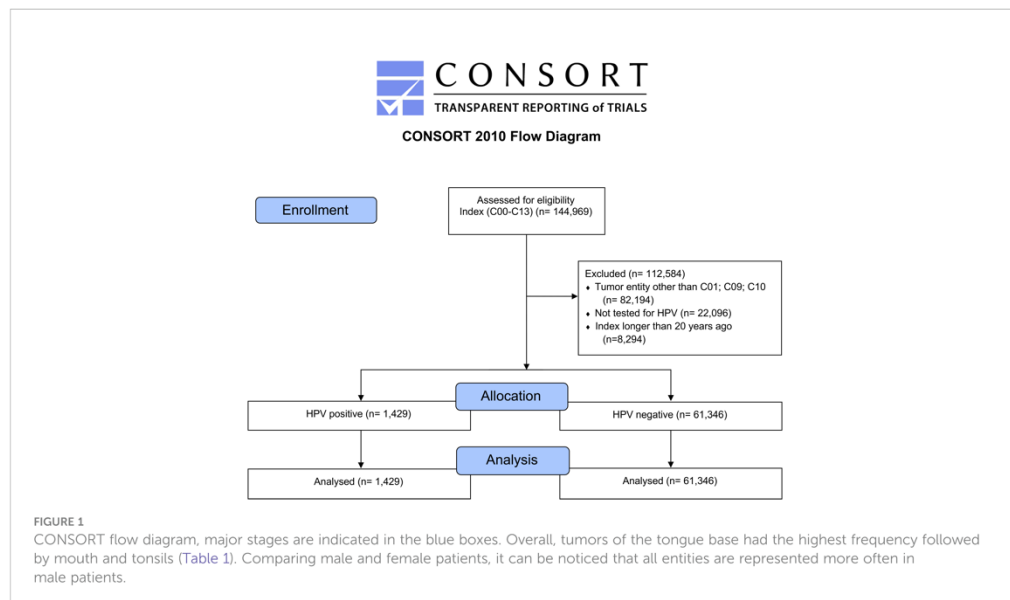 CONSORT
TRANSPARENT REPORTING of TRIALS
CONSORT 2010 Flow Diagram
Enrollment
Assessed for eligibility
Index (C00-C13) (n= 144,969)
Excluded (n= 112,584)
♦ Tumor entity other than C01; C09; C10
(n= 82,194)
♦ Not tested for HPV (n= 22,096)
♦ Index longer than 20 years ago
(n=8,294)
Allocation
HPV positive (n= 1,429)
HPV negative (n= 61,346)
Analysis
Analysed (n= 1,429)
Analysed (n= 61,346)
FIGURE 1
CONSORT flow diagram, major stages are indicated in the blue boxes. Overall, tumors of the tongue base had the highest frequency followed
by mouth and tonsils (Table 1). Comparing male and female patients, it can be noticed that all entities are represented more often in
male patients.